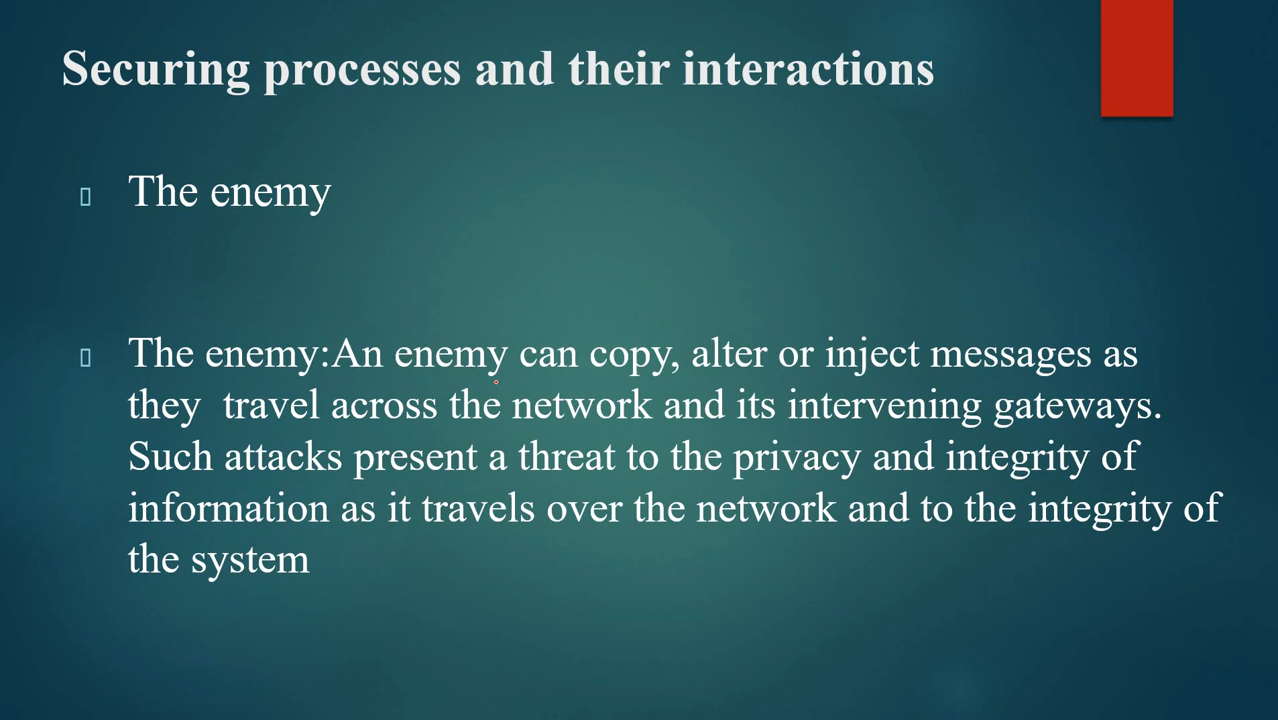 Securing processes and their interactions
The enemy
The enemy:An enemy can copy, alter or inject messages as
they  travel across the network and its intervening gateways.
Such attacks present a threat to the privacy and integrity of
information as it travels over the network and to the integrity of
the system